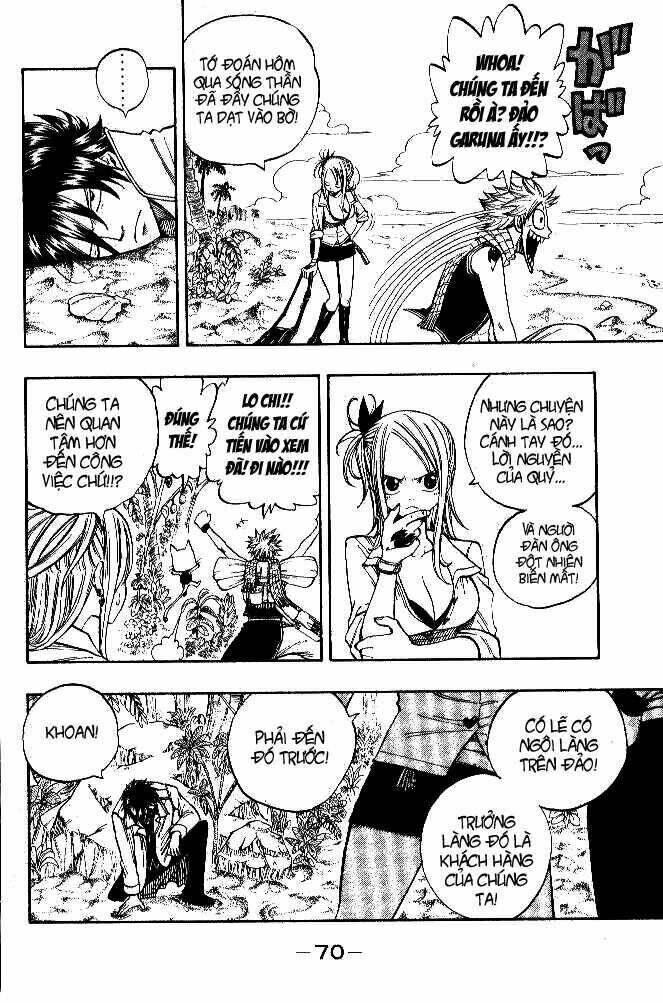 がばっ
WHOA!
CHÚNG TA ĐẾN
RỒI À? ĐẢO
GARUNA ẤY!!?
TỚ ĐOÁN HÔM
QUA SÓNG THẦN
ĐÃ ĐẨY CHÚNG
TA DẠT VÀO BỜ!
......
NHƯNG CHUYỆN
NÀY LÀ SAO?
CÁNH TAY ĐÓ...
LỜI NGUYỀN
CỦA QUỶ...
VÀ NGƯỜI
ĐÀN ÔNG
ĐỘT NHIÊN
BIẾN MẤT!
LO CHI!!
CHÚNG TA CỨ
TIẾN VÀO XEM
ĐÃ! ĐI NÀO!!!
ĐÚNG
THẾ!
CHÚNG TA
NÊN QUAN
TÂM HƠN
ĐẾN CÔNG
VIỆC CHỨ!!?
CÓ LẼ CÓ
NGÔI LÀNG
TRÊN ĐẢO!
TRƯỞNG
LÀNG ĐÓ LÀ
KHÁCH HÀNG
CỦA CHÚNG
TA!
PHẢI ĐẾN
ĐÓ TRƯỚC!
KHOAN!
-70-